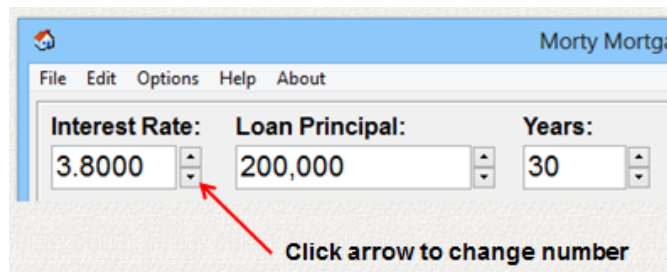 Morty Mortga
File Edit Options Help About
Interest Rate: Loan Principal: Years:
3.8000 200,000 30
Click arrow to change number